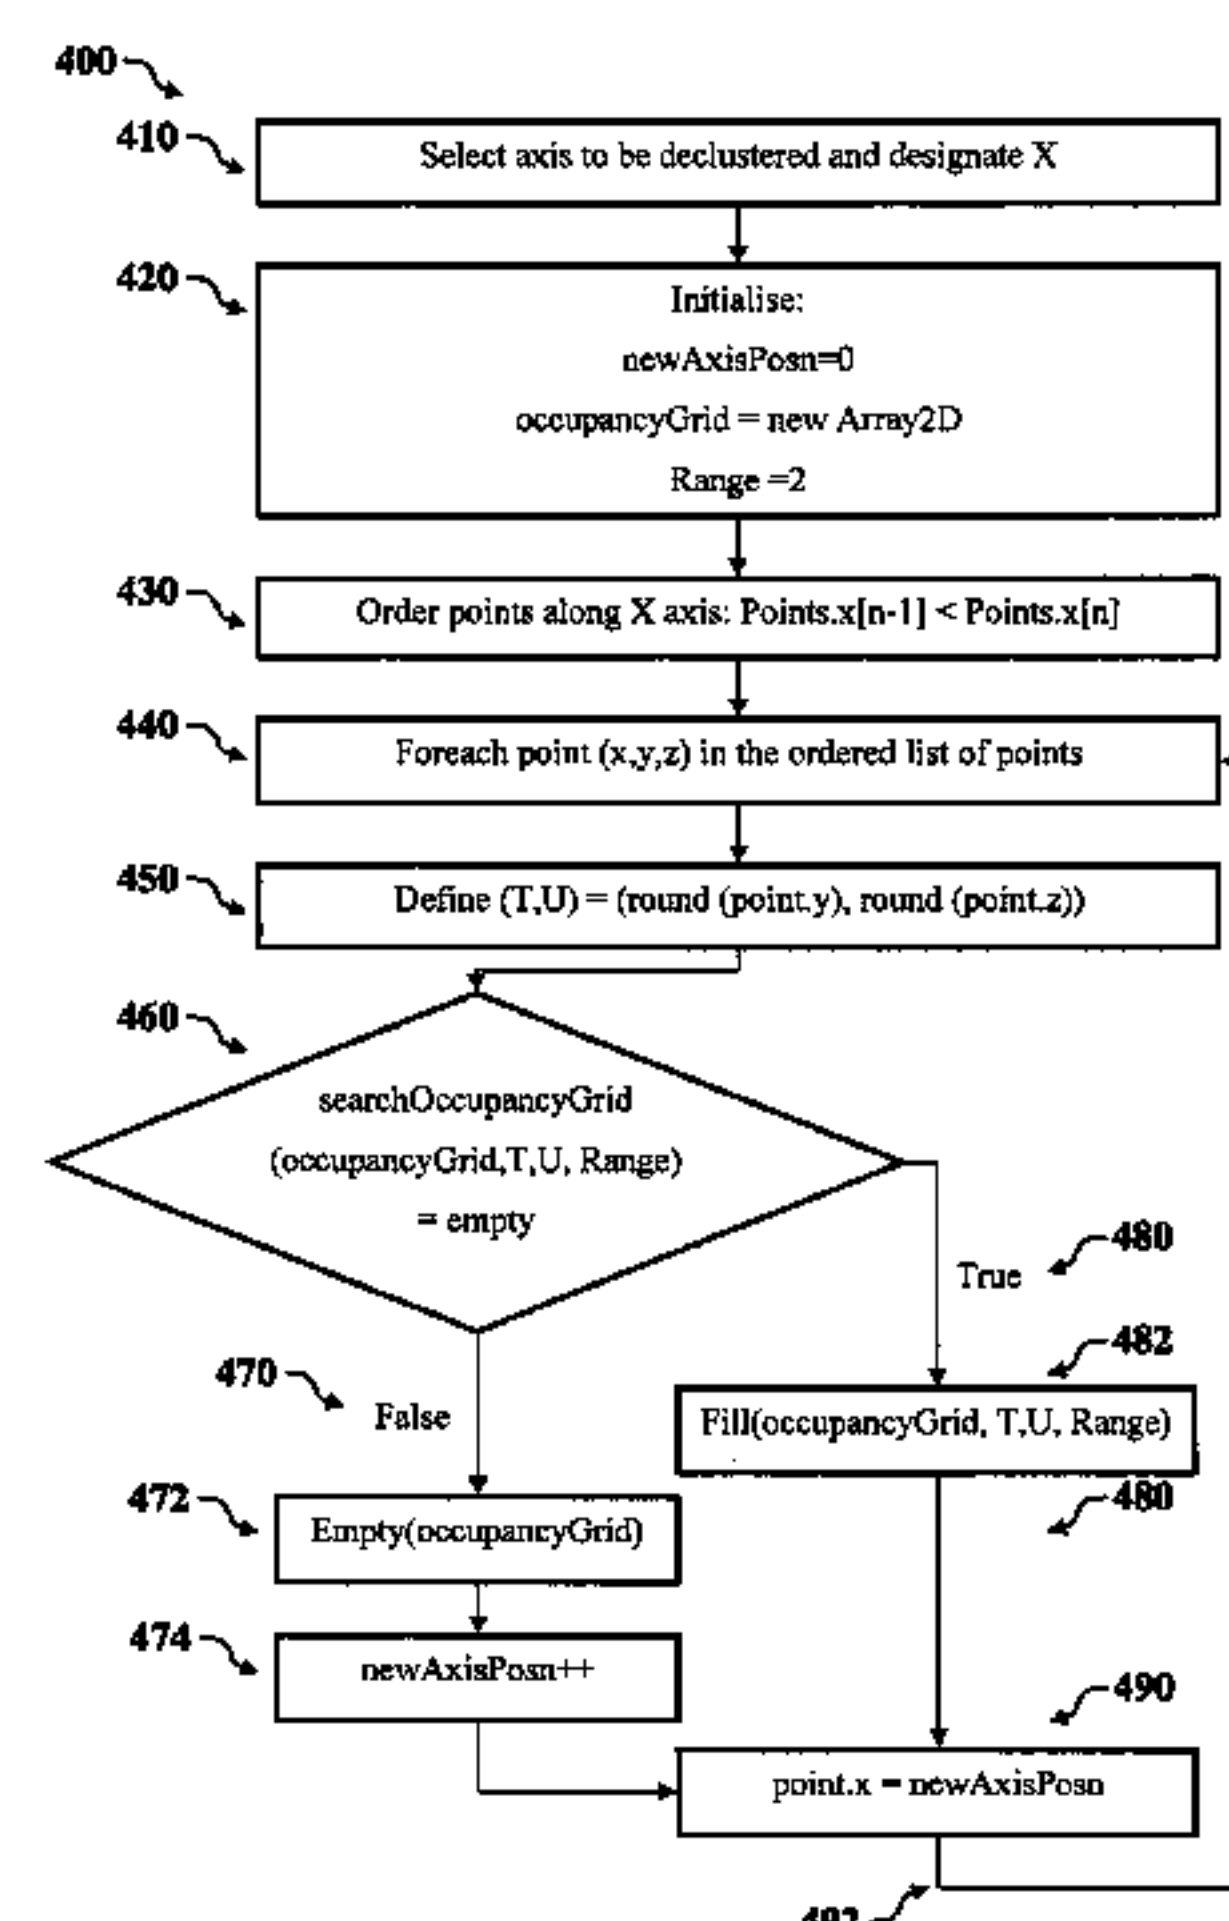 400
410
Select axis to be declustered and designate X
420
Initialise:
newAxisPosn=0
occupancyGrid = new Array2D
Range =2
430
Order points along X axis: Points.x[n-1] < Points.x[n]
440
Foreach point (x,y,z) in the ordered list of points
450
Define (T,U) = (round (point.y), round (point.z))
460
searchOccupancyGrid
(occupancyGrid,T,U, Range)
= empty
480
True
482
470
False
Fill(occupancyGrid, T,U, Range)
472
480
Empty(occupancyGrid)
474
newAxisPosn++
490
point.x = newAxisPosn